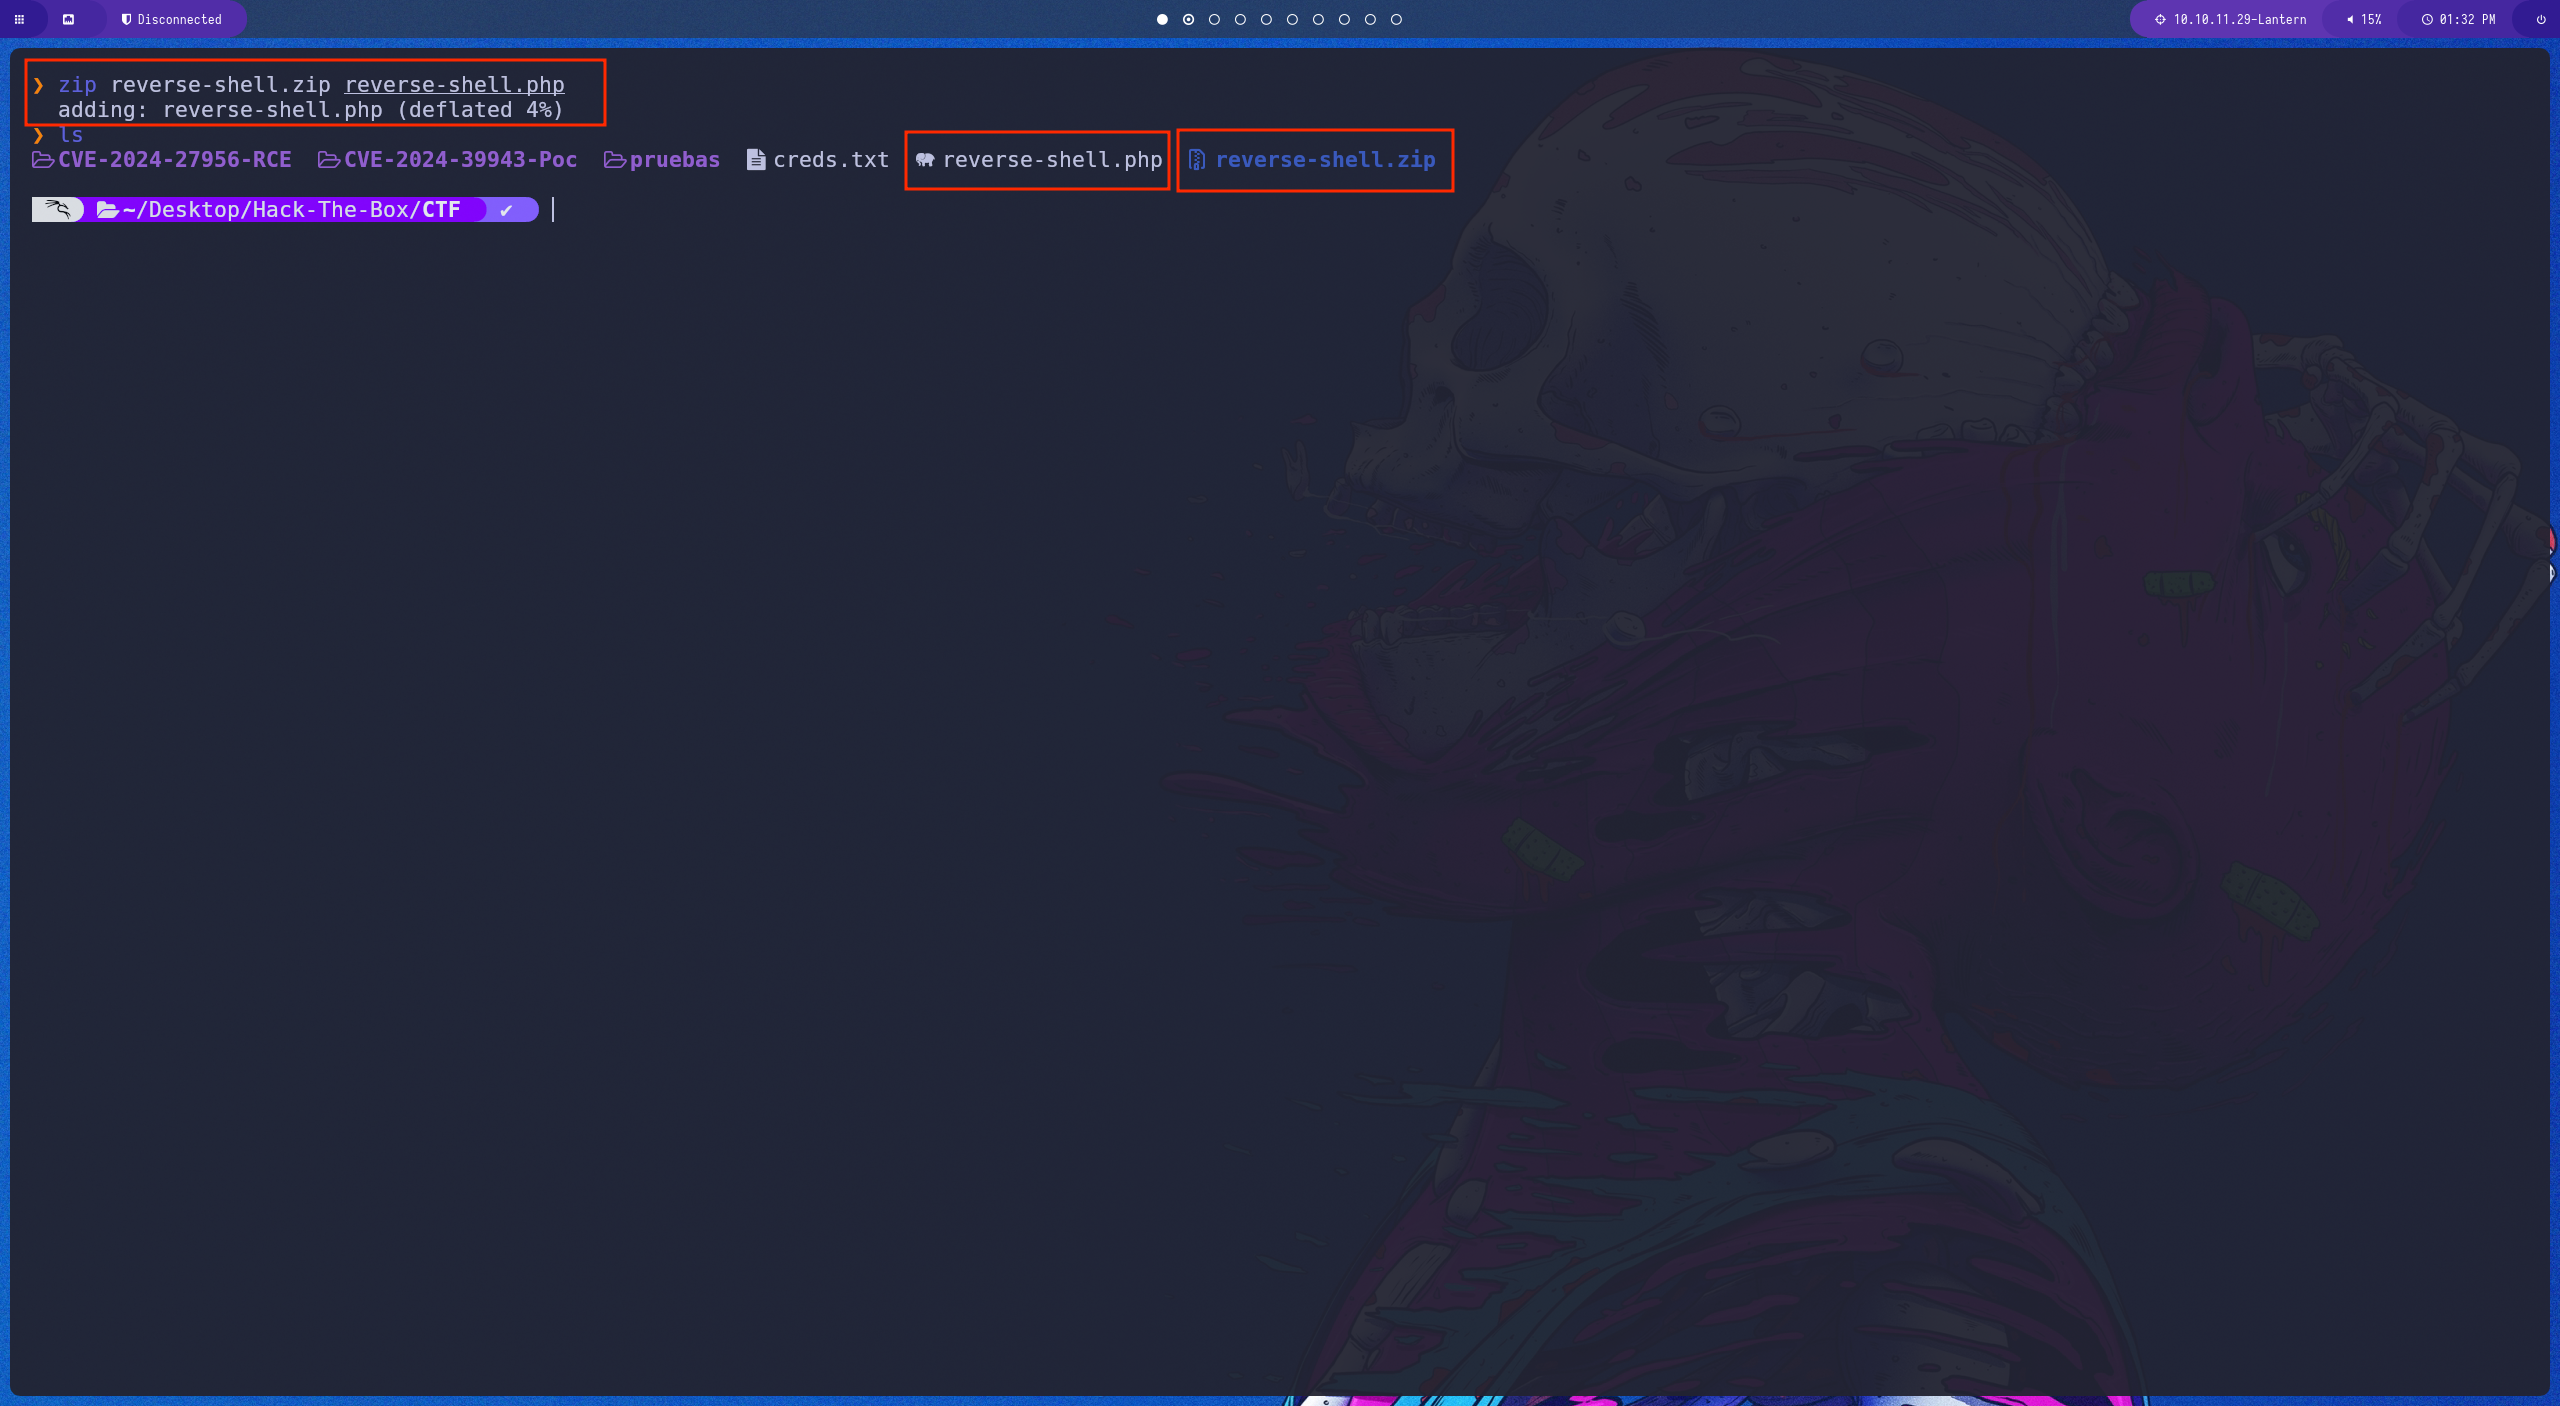 Disconnected
10.10.11.29-Lantern 15% 01:32 PM
❯ zip reverse-shell.zip reverse-shell.php
adding: reverse-shell.php (deflated 4%)
❯ ls
CVE-2024-27956-RCE CVE-2024-39943-Poc pruebas creds.txt reverse-shell.php reverse-shell.zip
~/Desktop/Hack-The-Box/CTF ✔